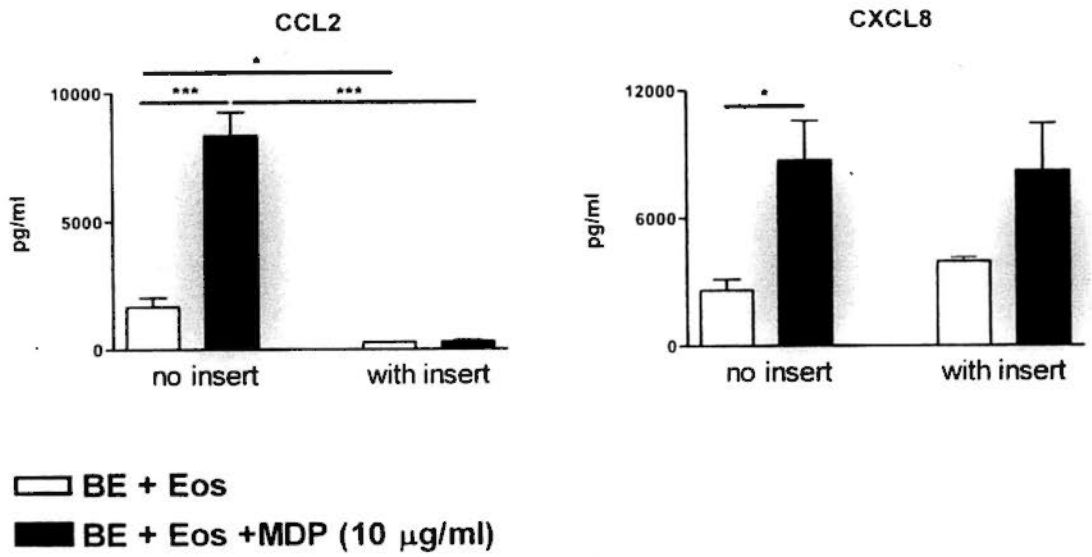 CCL2
*
***
***
10000
5000
0
pg/ml
no insert
with insert
CXCL8
*
12000
6000
0
pg/ml
no insert
with insert
BE + Eos
BE + Eos +MDP (10 µg/ml)